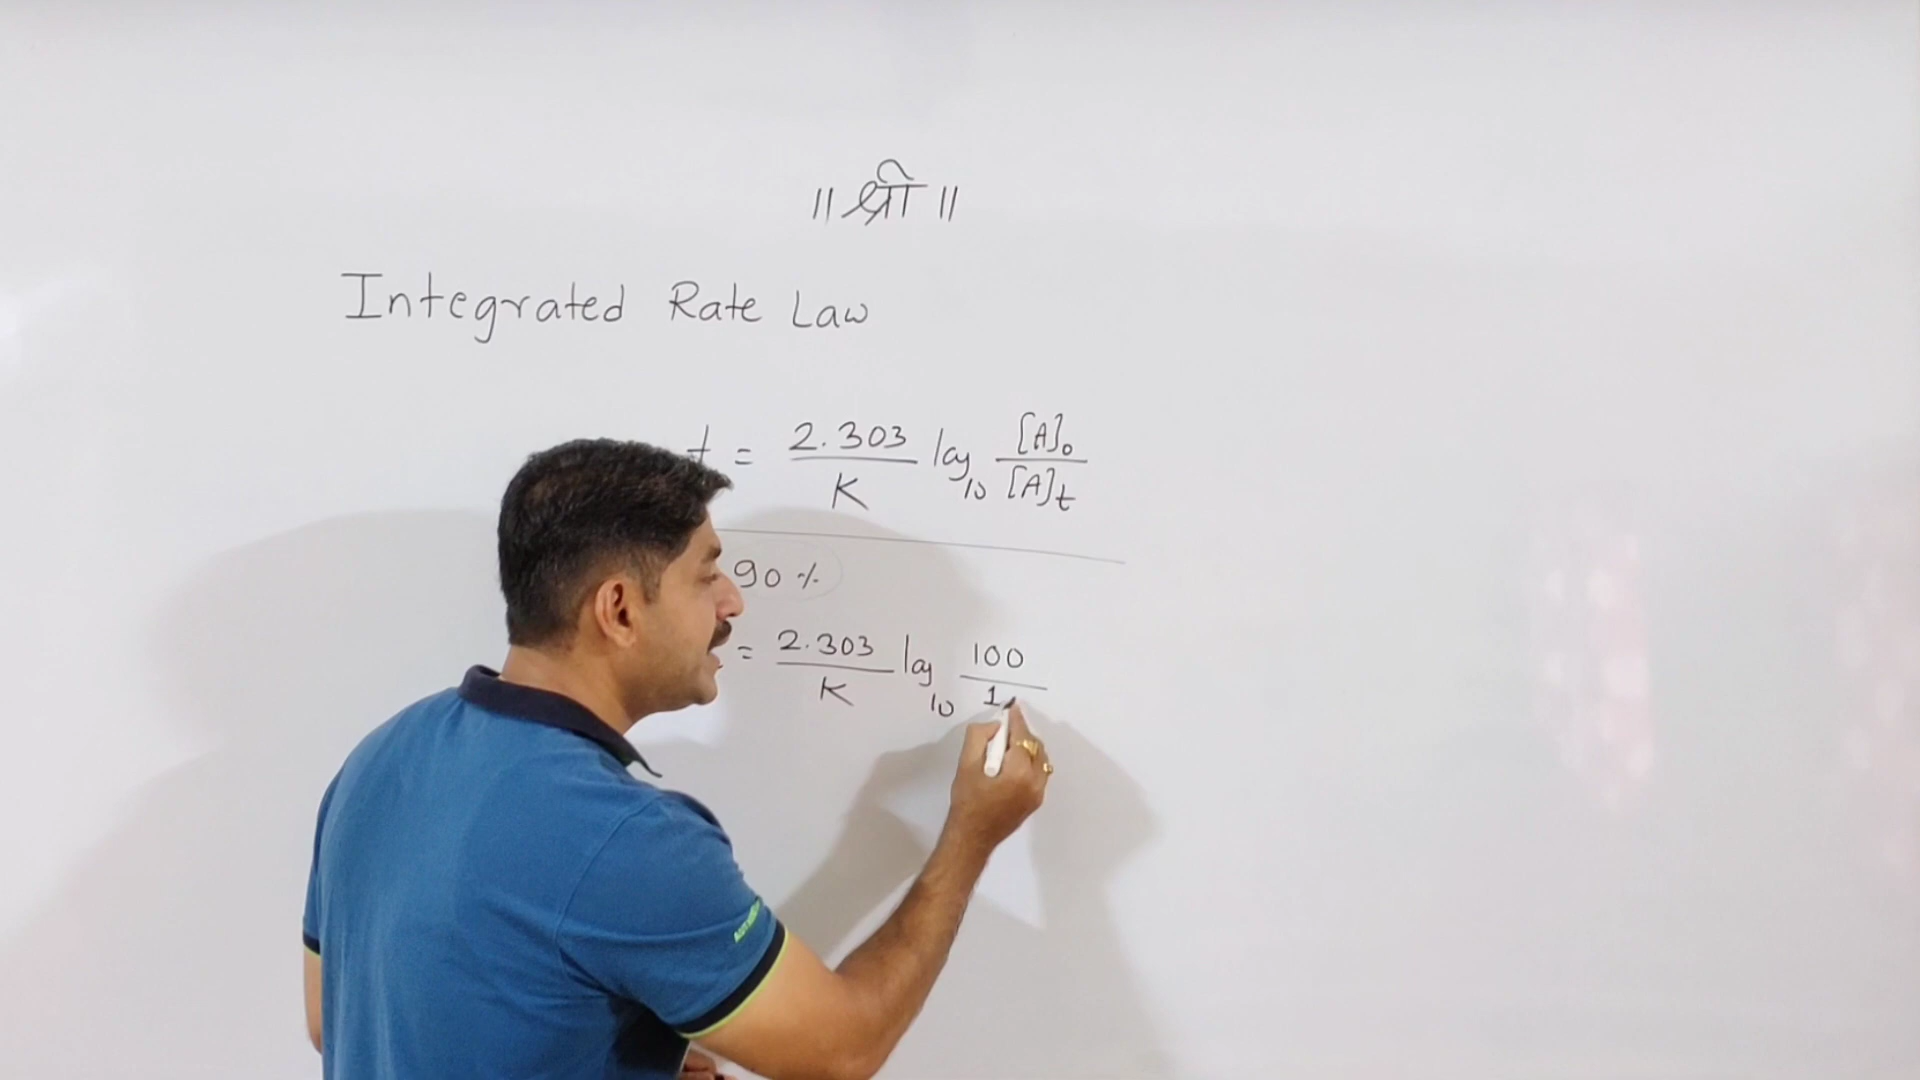 ॥ श्री ॥
Integrated Rate Law
t = 2.303 / K log₁₀ [A]₀ / [A]t
90 %
= 2.303 / K log₁₀ 100 / 1